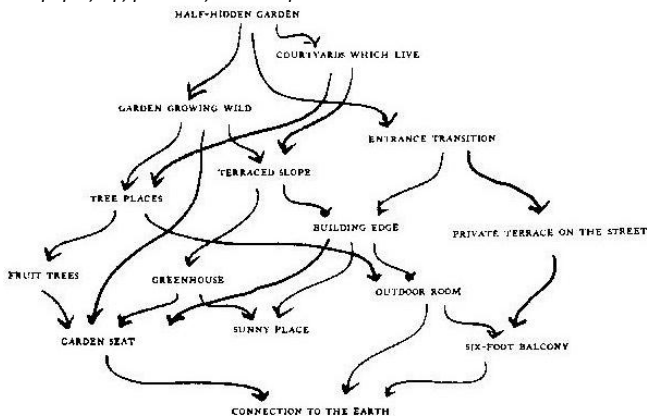 HALF-HIDDEN GARDEN
COURTYARDS WHICH LIVE
GARDEN GROWING WILD
ENTRANCE TRANSITION
TERRACED SLOPE
TREE PLACES
BUILDING EDGE
PRIVATE TERRACE ON THE STREET
FRUIT TREES
GREENHOUSE
OUTDOOR ROOM
SUNNY PLACE
GARDEN SEAT
SIX-FOOT BALCONY
CONNECTION TO THE EARTH